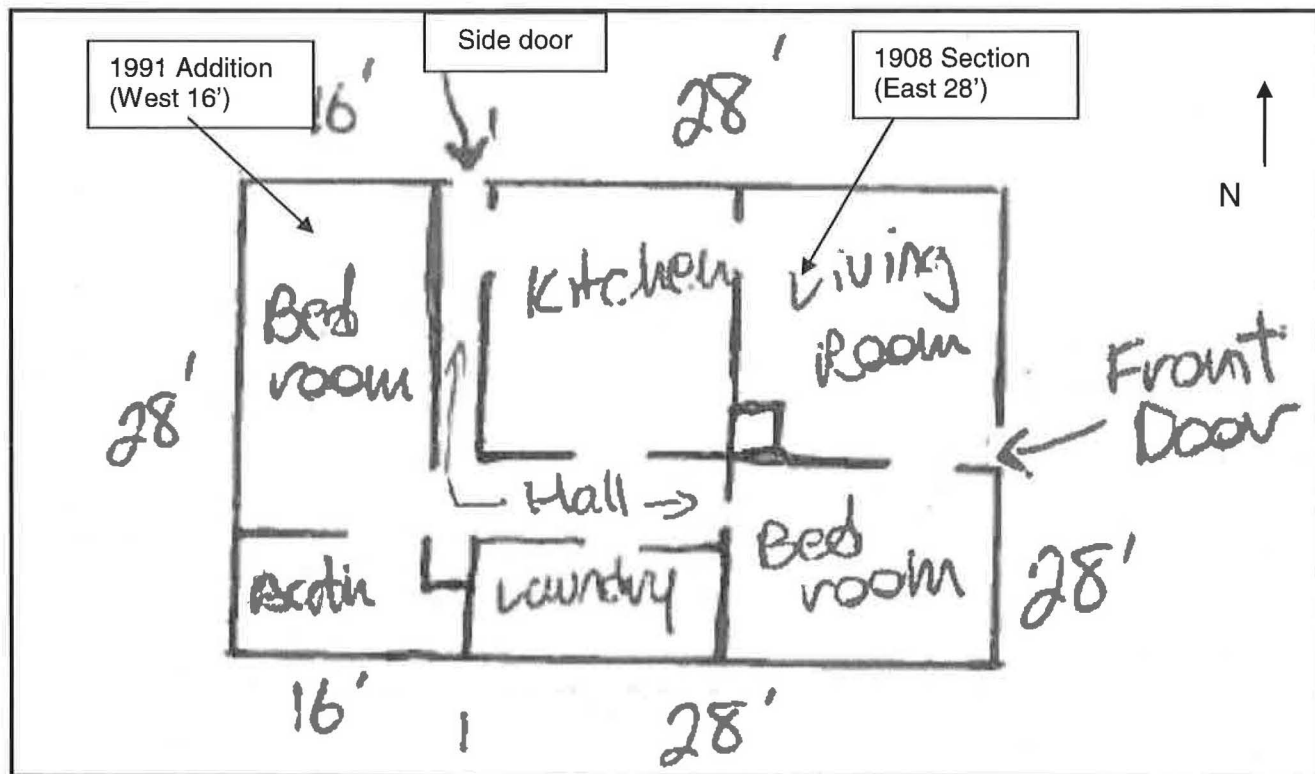 Side door
1991 Addition
(West 16')
1908 Section
(East 28')
16'
28'
N
Bed
room
Kitchen
Living
Room
Front
Door
28'
Hall
Bath
Laundry
Bed
room
28'
16'
28'